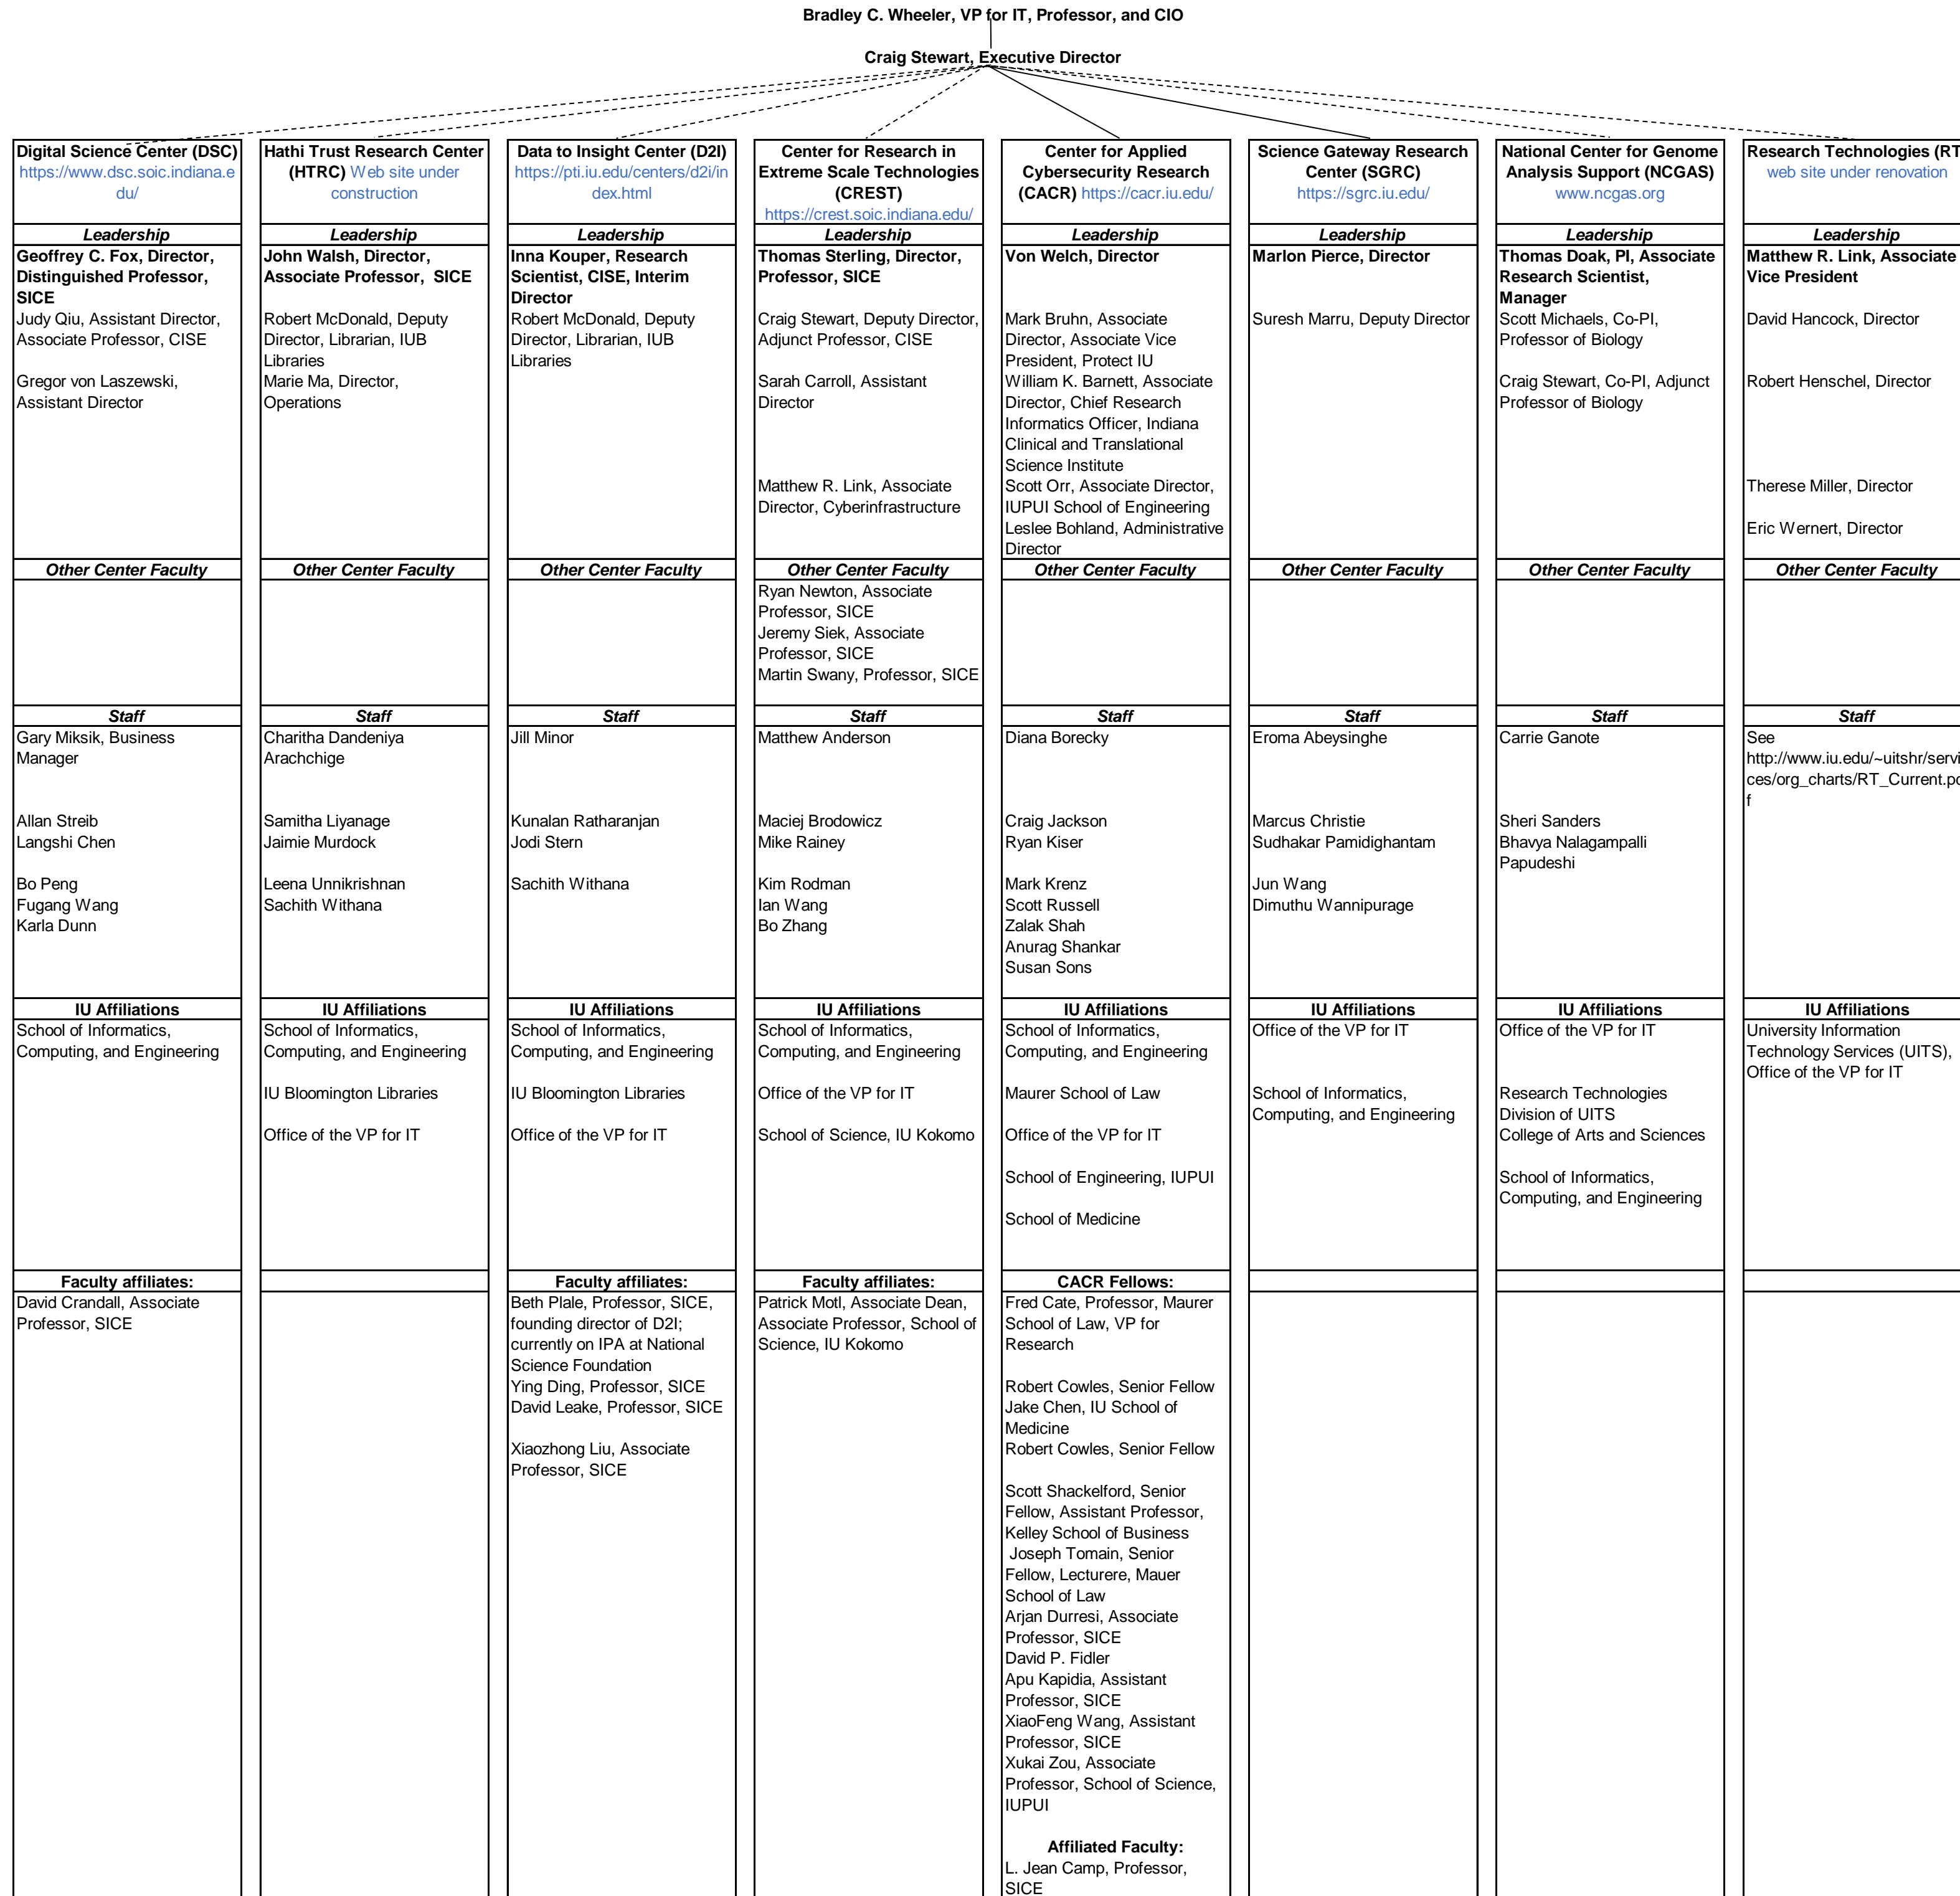 Bradley C. Wheeler, VP for IT, Professor, and CIO
Craig Stewart, Executive Director
Digital Science Center (DSC)
https://www.dsc.soic.indiana.e
du/
Leadership
Geoffrey C. Fox, Director,
Distinguished Professor,
SICE
Judy Qiu, Assistant Director,
Associate Professor, CISE
Gregor von Laszewski,
Assistant Director
Other Center Faculty
Staff
Gary Miksik, Business
Manager
Allan Streib
Langshi Chen
Bo Peng
Fugang Wang
Karla Dunn
IU Affiliations
School of Informatics,
Computing, and Engineering
Faculty affiliates:
David Crandall, Associate
Professor, SICE
Hathi Trust Research Center
(HTRC) Web site under
construction
Leadership
John Walsh, Director,
Associate Professor,  SICE
Robert McDonald, Deputy
Director, Librarian, IUB
Libraries
Marie Ma, Director,
Operations
Other Center Faculty
Staff
Charitha Dandeniya
Arachchige
Samitha Liyanage
Jaimie Murdock
Leena Unnikrishnan
Sachith Withana
IU Affiliations
School of Informatics,
Computing, and Engineering
IU Bloomington Libraries
Office of the VP for IT
Data to Insight Center (D2I)
https://pti.iu.edu/centers/d2i/in
dex.html
Leadership
Inna Kouper, Research
Scientist, CISE, Interim
Director
Robert McDonald, Deputy
Director, Librarian, IUB
Libraries
Other Center Faculty
Staff
Jill Minor
Kunalan Ratharanjan
Jodi Stern
Sachith Withana
IU Affiliations
School of Informatics,
Computing, and Engineering
IU Bloomington Libraries
Office of the VP for IT
Faculty affiliates:
Beth Plale, Professor, SICE,
founding director of D2I;
currently on IPA at National
Science Foundation
Ying Ding, Professor, SICE
David Leake, Professor, SICE
Xiaozhong Liu, Associate
Professor, SICE
Center for Research in
Extreme Scale Technologies
(CREST)
https://crest.soic.indiana.edu/
Leadership
Thomas Sterling, Director,
Professor, SICE
Craig Stewart, Deputy Director,
Adjunct Professor, CISE
Sarah Carroll, Assistant
Director
Matthew R. Link, Associate
Director, Cyberinfrastructure
Other Center Faculty
Ryan Newton, Associate
Professor, SICE
Jeremy Siek, Associate
Professor, SICE
Martin Swany, Professor, SICE
Staff
Matthew Anderson
Maciej Brodowicz
Mike Rainey
Kim Rodman
Ian Wang
Bo Zhang
IU Affiliations
School of Informatics,
Computing, and Engineering
Office of the VP for IT
School of Science, IU Kokomo
Faculty affiliates:
Patrick Motl, Associate Dean,
Associate Professor, School of
Science, IU Kokomo
Center for Applied
Cybersecurity Research
(CACR) https://cacr.iu.edu/
Leadership
Von Welch, Director
Mark Bruhn, Associate
Director, Associate Vice
President, Protect IU
William K. Barnett, Associate
Director, Chief Research
Informatics Officer, Indiana
Clinical and Translational
Science Institute
Scott Orr, Associate Director,
IUPUI School of Engineering
Leslee Bohland, Administrative
Director
Other Center Faculty
Staff
Diana Borecky
Craig Jackson
Ryan Kiser
Mark Krenz
Scott Russell
Zalak Shah
Anurag Shankar
Susan Sons
IU Affiliations
School of Informatics,
Computing, and Engineering
Maurer School of Law
Office of the VP for IT
School of Engineering, IUPUI
School of Medicine
CACR Fellows:
Fred Cate, Professor, Maurer
School of Law, VP for
Research
Robert Cowles, Senior Fellow
Jake Chen, IU School of
Medicine
Robert Cowles, Senior Fellow
Scott Shackelford, Senior
Fellow, Assistant Professor,
Kelley School of Business
Joseph Tomain, Senior
Fellow, Lecturere, Mauer
School of Law
Arjan Durresi, Associate
Professor, SICE
David P. Fidler
Apu Kapidia, Assistant
Professor, SICE
XiaoFeng Wang, Assistant
Professor, SICE
Xukai Zou, Associate
Professor, School of Science,
IUPUI
Affiliated Faculty:
L. Jean Camp, Professor,
SICE
Science Gateway Research
Center (SGRC)
https://sgrc.iu.edu/
Leadership
Marlon Pierce, Director
Suresh Marru, Deputy Director
Other Center Faculty
Staff
Eroma Abeysinghe
Marcus Christie
Sudhakar Pamidighantam
Jun Wang
Dimuthu Wannipurage
IU Affiliations
Office of the VP for IT
School of Informatics,
Computing, and Engineering
National Center for Genome
Analysis Support (NCGAS)
www.ncgas.org
Leadership
Thomas Doak, PI, Associate
Research Scientist,
Manager
Scott Michaels, Co-PI,
Professor of Biology
Craig Stewart, Co-PI, Adjunct
Professor of Biology
Other Center Faculty
Staff
Carrie Ganote
Sheri Sanders
Bhavya Nalagampalli
Papudeshi
IU Affiliations
Office of the VP for IT
Research Technologies
Division of UITS
College of Arts and Sciences
School of Informatics,
Computing, and Engineering
Research Technologies (RT
web site under renovation
Leadership
Matthew R. Link, Associate
Vice President
David Hancock, Director
Robert Henschel, Director
Therese Miller, Director
Eric Wernert, Director
Other Center Faculty
Staff
See
http://www.iu.edu/~uitshr/servi
ces/org_charts/RT_Current.pd
f
IU Affiliations
University Information
Technology Services (UITS),
Office of the VP for IT